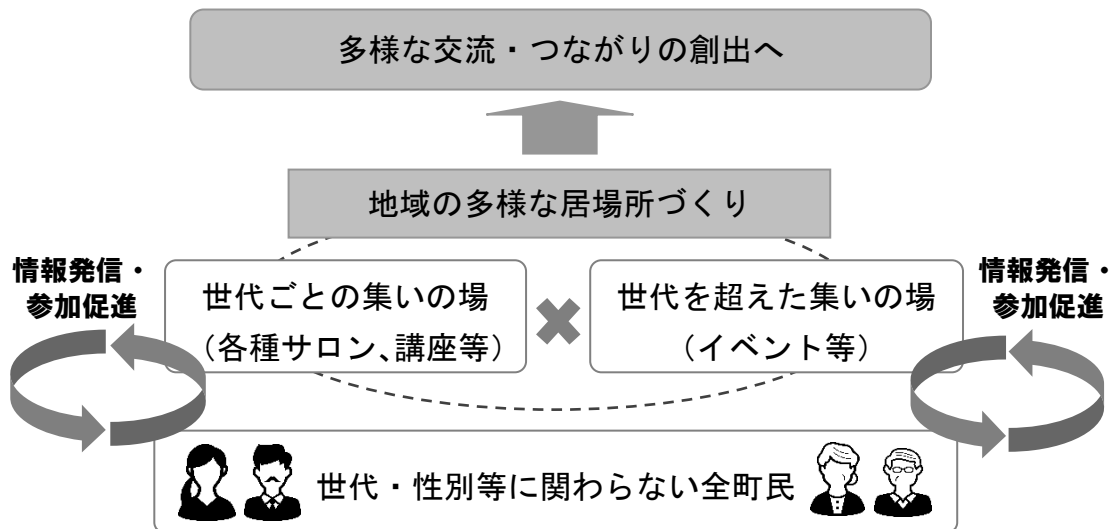 多様な交流・つながりの創出へ
地域の多様な居場所づくり
情報発信・
参加促進
世代ごとの集いの場
（各種サロン、講座等）
世代を超えた集いの場
（イベント等）
情報発信・
参加促進
世代・性別等に関わらない全町民